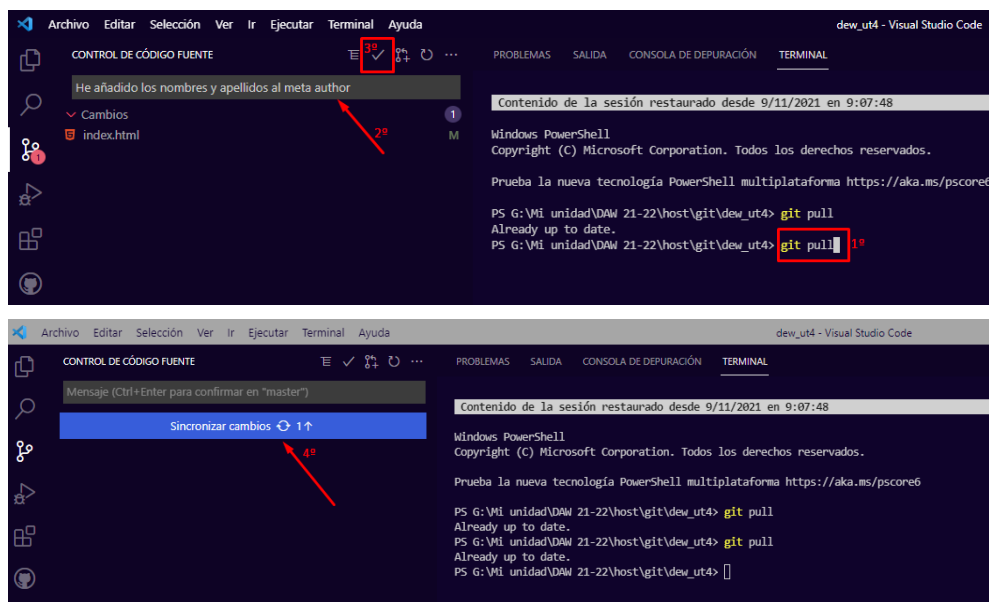 Archivo Editar Selección Ver Ir Ejecutar Terminal Ayuda
dew_ut4 - Visual Studio Code
CONTROL DE CÓDIGO FUENTE
3º
PROBLEMAS SALIDA CONSOLA DE DEPURACIÓN TERMINAL
He añadido los nombres y apellidos al meta author
Cambios
1
2º
index.html
M
1
Contenido de la sesión restaurado desde 9/11/2021 en 9:07:48
Windows PowerShell
Copyright (C) Microsoft Corporation. Todos los derechos reservados.
Prueba la nueva tecnología PowerShell multiplataforma https://aka.ms/pscore6
PS G:\Mi unidad\DAW 21-22\host\git\dew_ut4> git pull
Already up to date.
PS G:\Mi unidad\DAW 21-22\host\git\dew_ut4> git pull
1º
Archivo Editar Selección Ver Ir Ejecutar Terminal Ayuda
dew_ut4 - Visual Studio Code
CONTROL DE CÓDIGO FUENTE
PROBLEMAS SALIDA CONSOLA DE DEPURACIÓN TERMINAL
Mensaje (Ctrl+Enter para confirmar en "master")
Sincronizar cambios 1↑
4º
Contenido de la sesión restaurado desde 9/11/2021 en 9:07:48
Windows PowerShell
Copyright (C) Microsoft Corporation. Todos los derechos reservados.
Prueba la nueva tecnología PowerShell multiplataforma https://aka.ms/pscore6
PS G:\Mi unidad\DAW 21-22\host\git\dew_ut4> git pull
Already up to date.
PS G:\Mi unidad\DAW 21-22\host\git\dew_ut4> git pull
Already up to date.
PS G:\Mi unidad\DAW 21-22\host\git\dew_ut4>